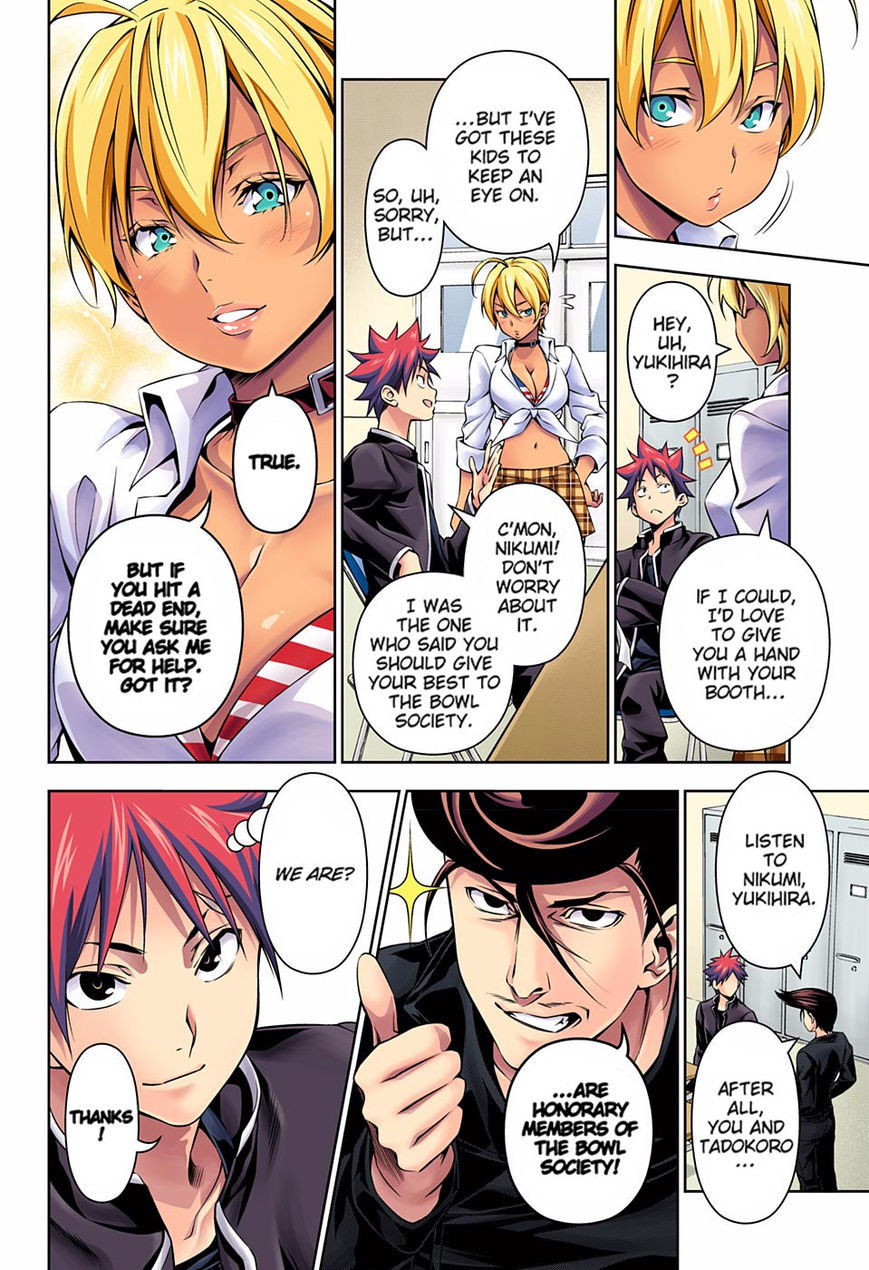 HEY,
UH,
YUKIHIRA
?
IF I COULD,
I'D LOVE
TO GIVE
YOU A HAND
WITH YOUR
BOOTH...
...BUT I'VE
GOT THESE
KIDS TO
KEEP AN
EYE ON.
SO, UH,
SORRY,
BUT...
C'MON,
NIKUMI!
DON'T
WORRY
ABOUT
IT.
I WAS
THE ONE
WHO SAID YOU
SHOULD GIVE
YOUR BEST TO
THE BOWL
SOCIETY.
TRUE.
BUT IF
YOU HIT A
DEAD END,
MAKE SURE
YOU ASK ME
FOR HELP.
GOT IT?
LISTEN
TO
NIKUMI,
YUKIHIRA.
AFTER
ALL,
YOU AND
TADOKORO
...
...ARE
HONORARY
MEMBERS OF
THE BOWL
SOCIETY!
WE ARE?
THANKS
!